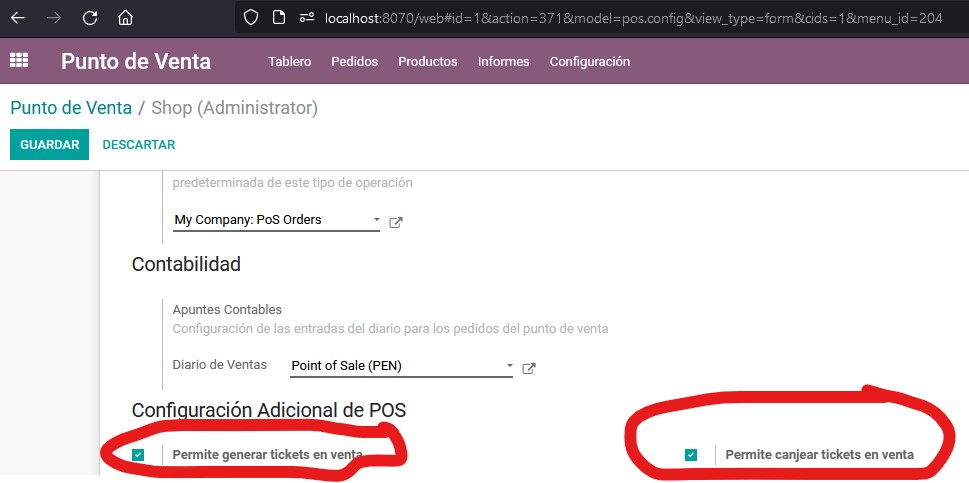 localhost:8070/web#id=1&action=371&model=pos.config&view_type=form&cids=1&menu_id=204
Punto de Venta Tablero Pedidos Productos Informes Configuración
Punto de Venta / Shop (Administrator)
GUARDAR DESCARTAR
predeterminada de este tipo de operación
My Company: PoS Orders
Contabilidad
Apuntes Contables
Configuración de las entradas del diario para los pedidos del punto de venta
Diario de Ventas Point of Sale (PEN)
Configuración Adicional de POS
Permite generar tickets en venta Permite canjear tickets en venta